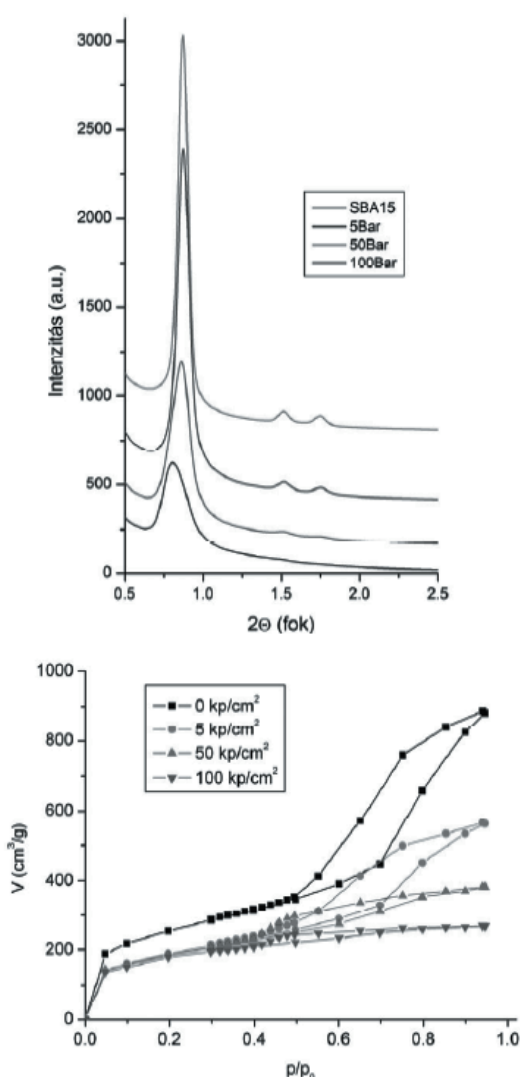 3000
2500
2000
1500
1000
500
0
Intenzitás (a.u.)
SBA15
5Bar
50Bar
100Bar
0.5 1.0 1.5 2.0 2.5
2Θ (fok)
1000
800
600
400
200
0
V (cm³/g)
0 kp/cm²
5 kp/cm²
50 kp/cm²
100 kp/cm²
0.0 0.2 0.4 0.6 0.8 1.0
p/p₀